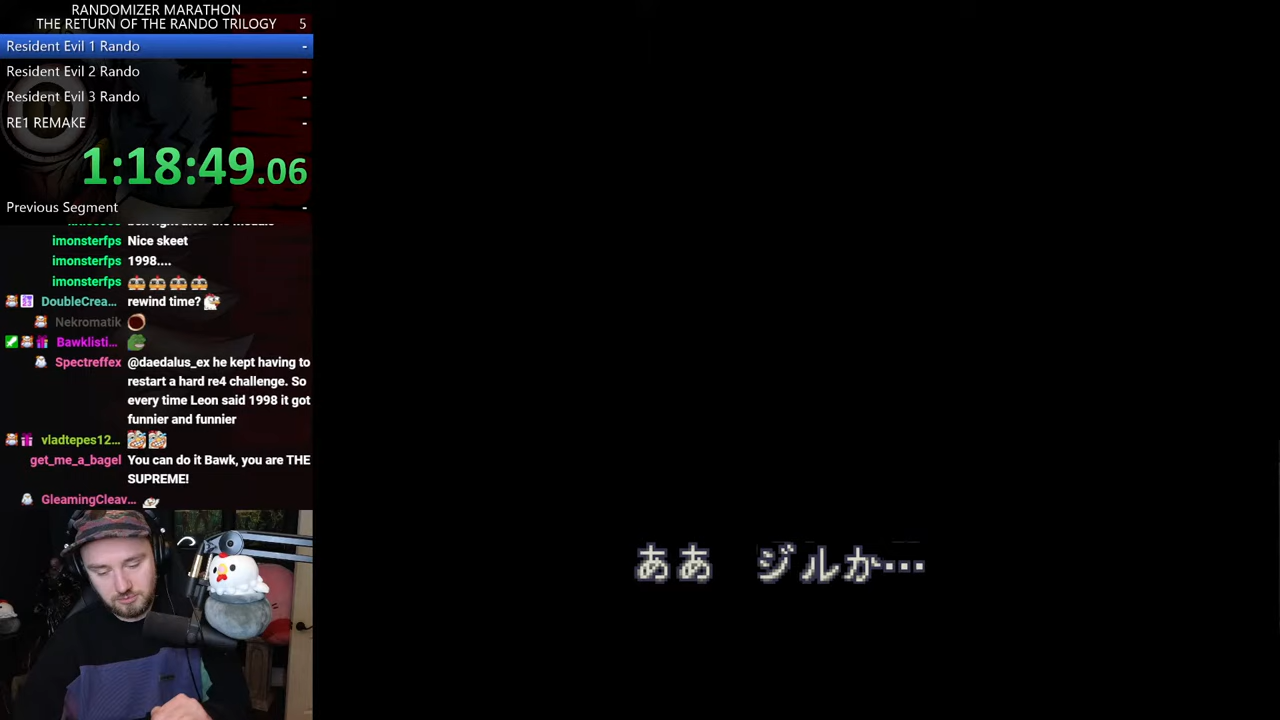 RANDOMIZER MARATHON
THE RETURN OF THE RANDO TRILOGY 5
Resident Evil 1 Rando -
Resident Evil 2 Rando -
Resident Evil 3 Rando -
RE1 REMAKE -
1:18:49.06
Previous Segment -
imonsterfps Nice skeet
imonsterfps 1998....
imonsterfps
DoubleCrea... rewind time?
Nekromatik
Bawklisti...
Spectreffex @daedalus_ex he kept having to
restart a hard re4 challenge. So
every time Leon said 1998 it got
funnier and funnier
vladtepes12...
get_me_a_bagel You can do it Bawk, you are THE
SUPREME!
GleamingCleav...
ああ ジルか…